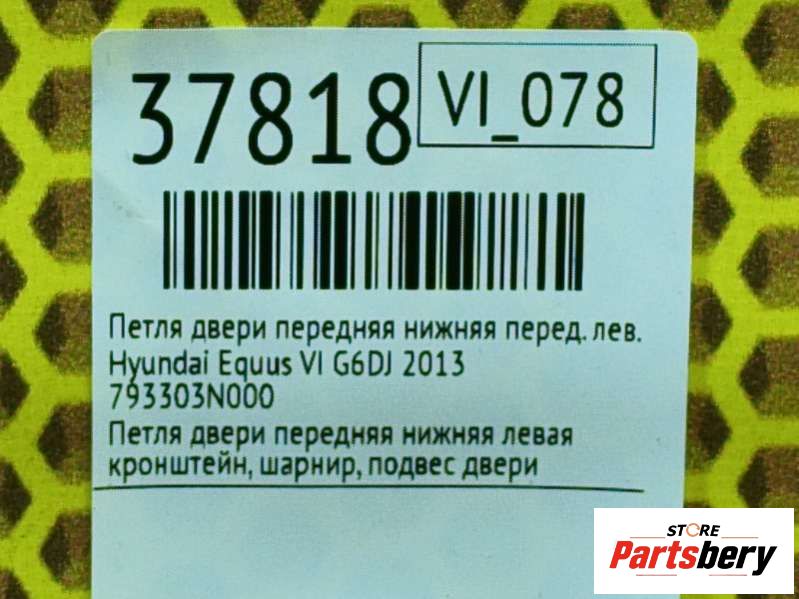 37818
VI_078
Петля двери передняя нижняя перед. лев.
Hyundai Equus VI G6DJ 2013
793303N000
Петля двери передняя нижняя левая
кронштейн, шарнир, подвес двери
STORE
Partsbery